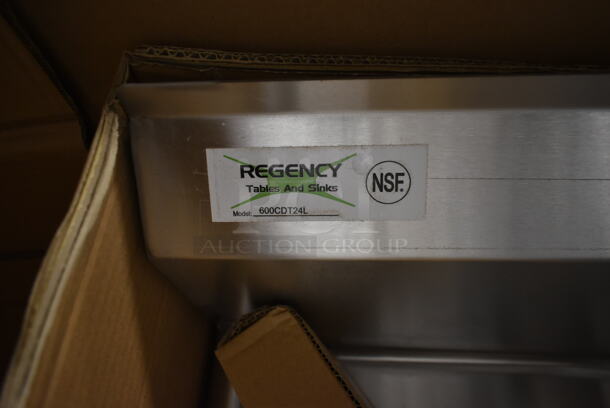 REGENCY
Tables And Sinks
NSF.
Model: 600CDT24L
AUCTION GROUP